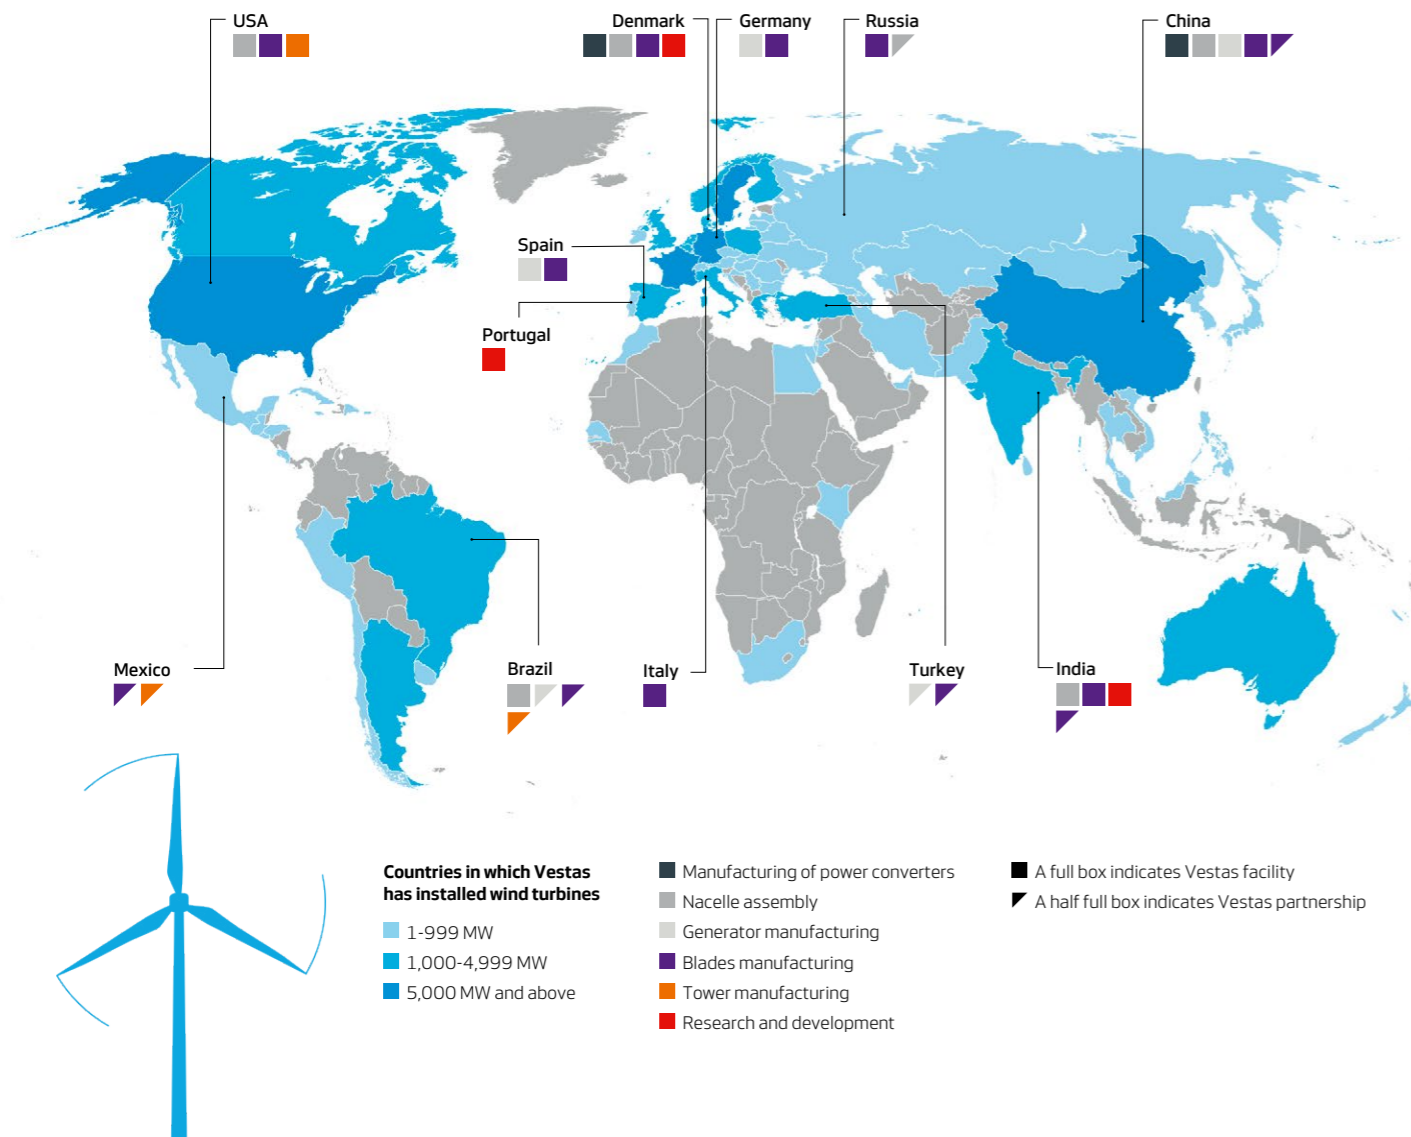 USA
Denmark
Germany
Russia
China
Spain
Portugal
Mexico
Brazil
Italy
Turkey
India
Countries in which Vestas
has installed wind turbines
1-999 MW
1,000-4,999 MW
5,000 MW and above
Manufacturing of power converters
Nacelle assembly
Generator manufacturing
Blades manufacturing
Tower manufacturing
Research and development
A full box indicates Vestas facility
A half full box indicates Vestas partnership